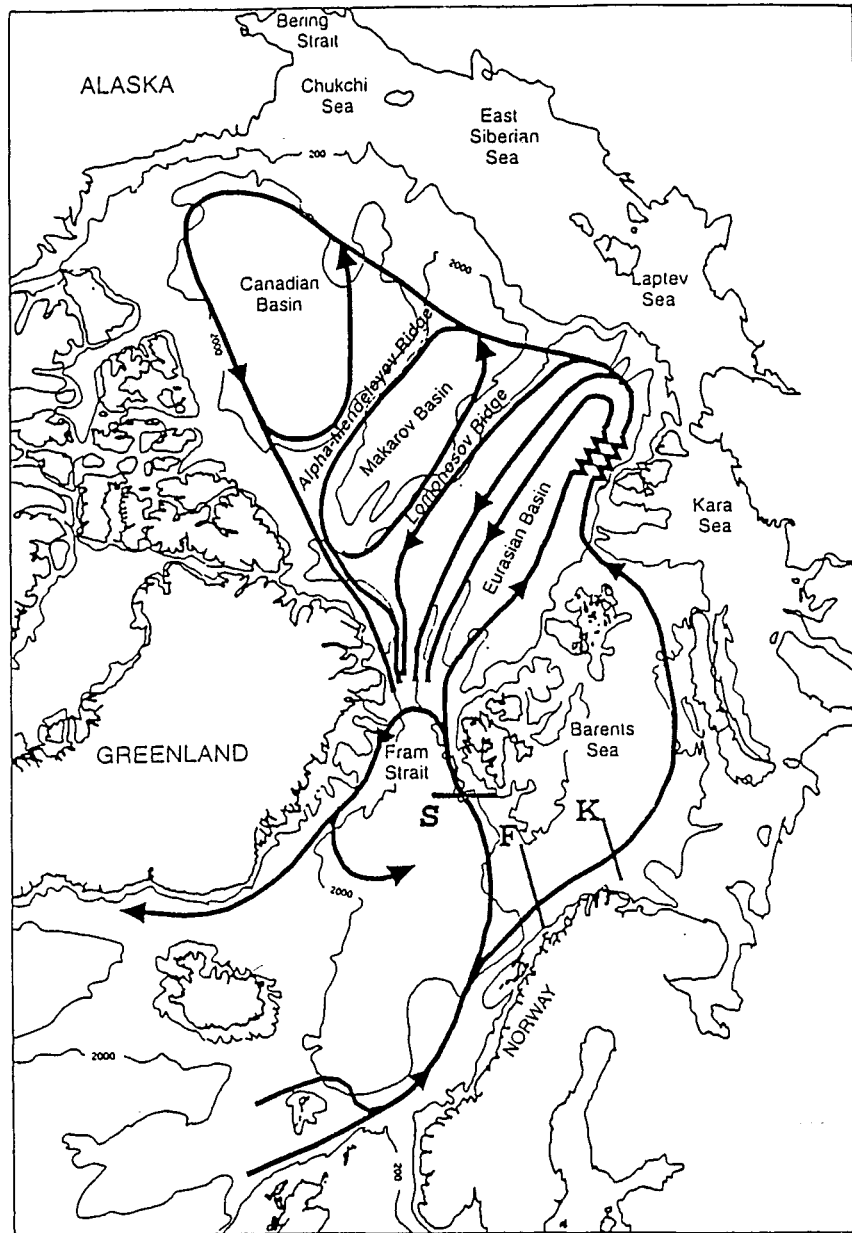 Bering
Strait
ALASKA
Chukchi
Sea
East
Siberian
Sea
200
2000
Laptev
Sea
Canadian
Basin
2000
Alpha-Mendeleyov Ridge
Makarov Basin
Lomonosov Ridge
Eurasian Basin
Kara
Sea
Barents
Sea
GREENLAND
Fram
Strait
S
F
K
2000
NORWAY
2000
200